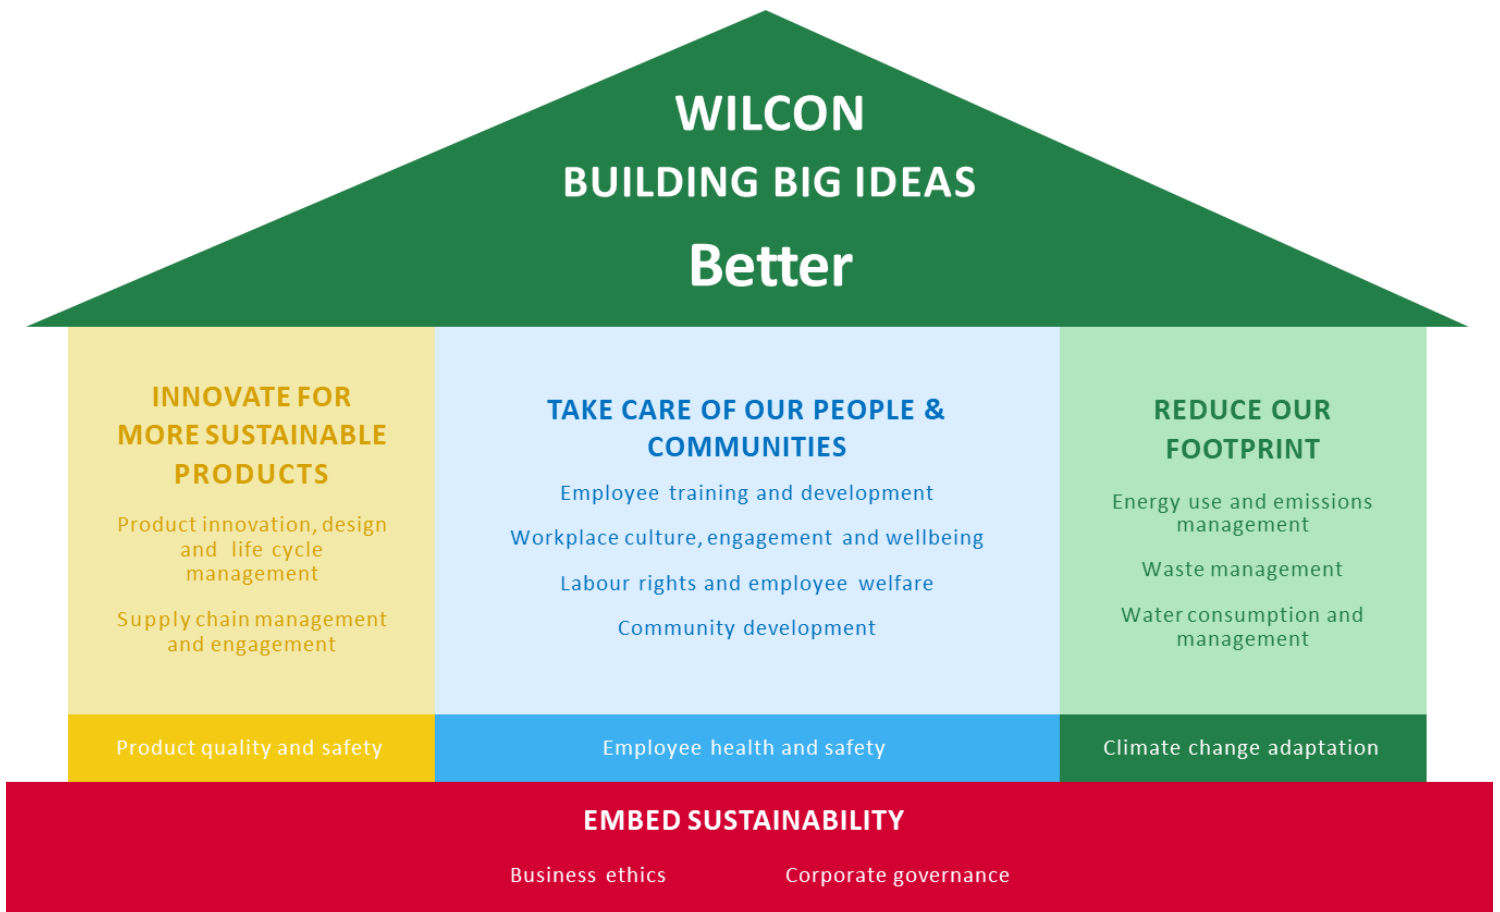 WILCON
BUILDING BIG IDEAS
Better
INNOVATE FOR
MORE SUSTAINABLE
PRODUCTS
Product innovation, design
and life cycle
management
Supply chain management
and engagement
Product quality and safety
TAKE CARE OF OUR PEOPLE &
COMMUNITIES
Employee training and development
Workplace culture, engagement and wellbeing
Labour rights and employee welfare
Community development
Employee health and safety
REDUCE OUR
FOOTPRINT
Energy use and emissions
management
Waste management
Water consumption and
management
Climate change adaptation
EMBED SUSTAINABILITY
Business ethics
Corporate governance